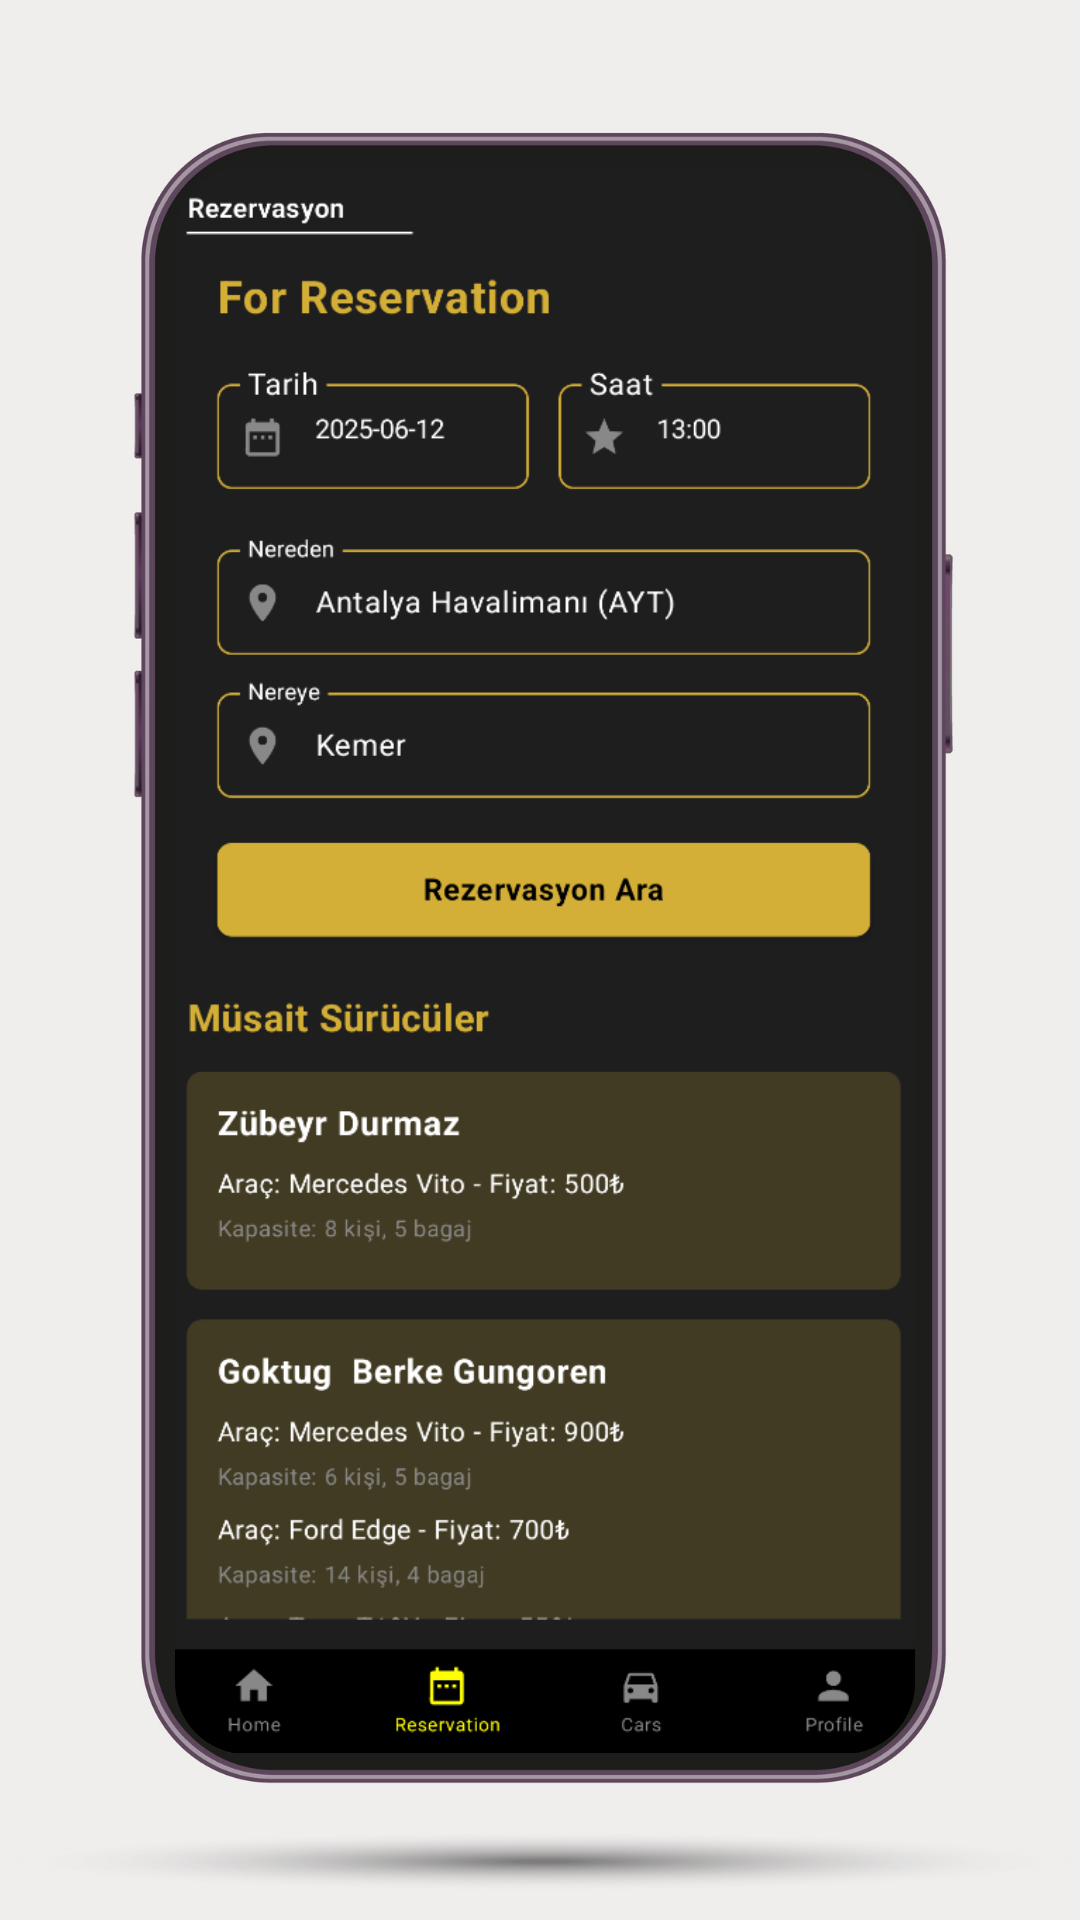 Rezervasyon
For Reservation
Tarih
Saat
2025-06-12
13:00
Nereden
Antalya Havalimanı (AYT)
Nereye
Kemer
Rezervasyon Ara
Müsait Sürücüler
Zübeyr Durmaz
Araç: Mercedes Vito - Fiyat: 500₺
Kapasite: 8 kişi, 5 bagaj
Goktug  Berke Gungoren
Araç: Mercedes Vito - Fiyat: 900₺
Kapasite: 6 kişi, 5 bagaj
Araç: Ford Edge - Fiyat: 700₺
Kapasite: 14 kişi, 4 bagaj
Home
Reservation
Cars
Profile